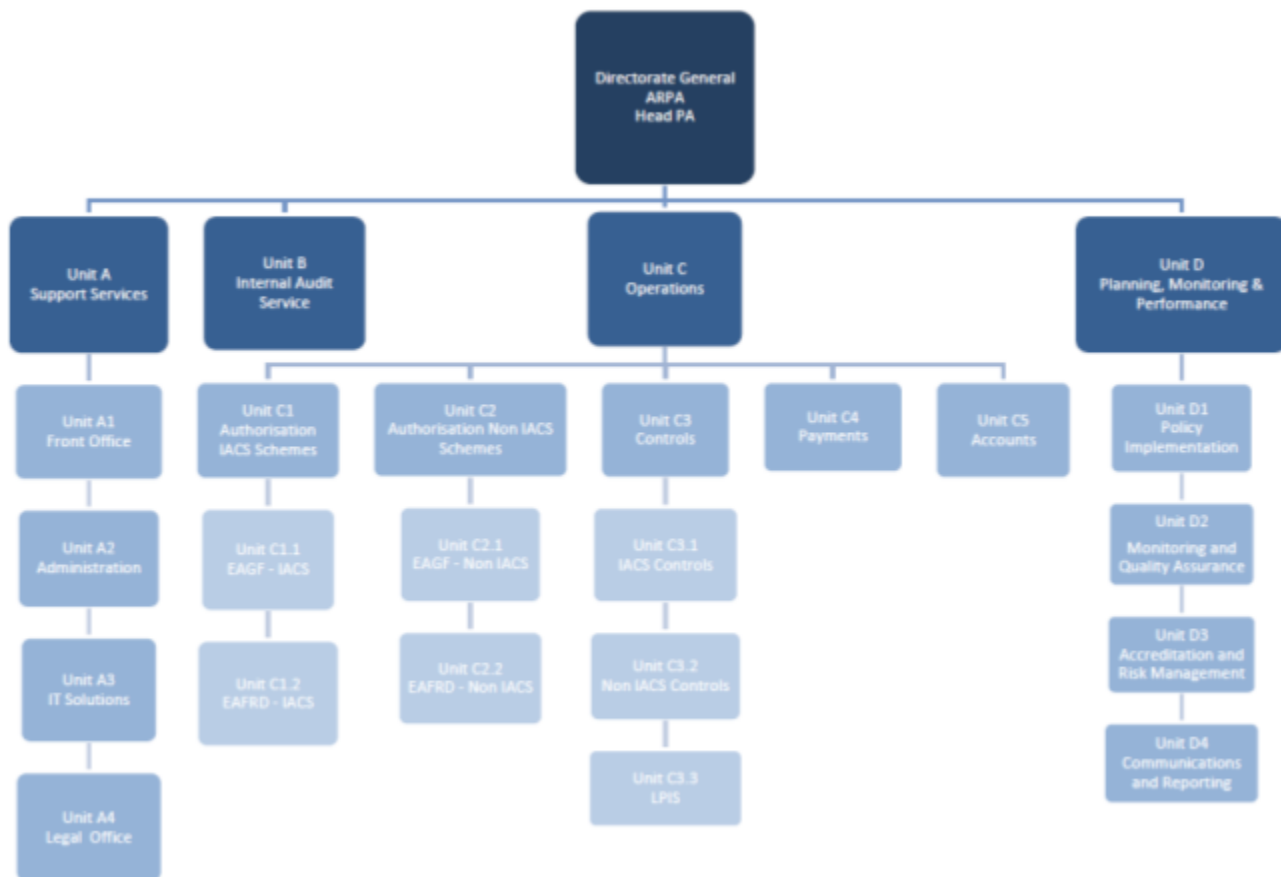 Directorate General
ARPA
Head PA
Unit A
Support Services
Unit B
Internal Audit
Service
Unit C
Operations
Unit D
Planning, Monitoring &
Performance
Unit A1
Front Office
Unit C1
Authorisation
IACS Schemes
Unit C2
Authorisation Non IACS
Schemes
Unit C3
Controls
Unit C4
Payments
Unit C5
Accounts
Unit D1
Policy
Implementation
Unit A2
Administration
Unit C1.1
EAGF - IACS
Unit C2.1
EAGF - Non IACS
Unit C3.1
IACS Controls
Unit D2
Monitoring and
Quality Assurance
Unit A3
IT Solutions
Unit C1.2
EAFRD - IACS
Unit C2.2
EAFRD - Non IACS
Unit C3.2
Non IACS Controls
Unit D3
Accreditation and
Risk Management
Unit A4
Legal Office
Unit C3.3
LPIS
Unit D4
Communications
and Reporting